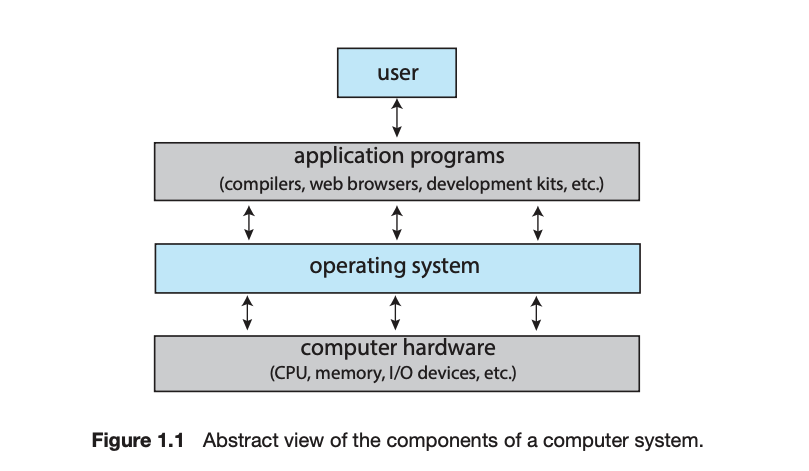 user
application programs
(compilers, web browsers, development kits, etc.)
operating system
computer hardware
(CPU, memory, I/O devices, etc.)
Figure 1.1 Abstract view of the components of a computer system.